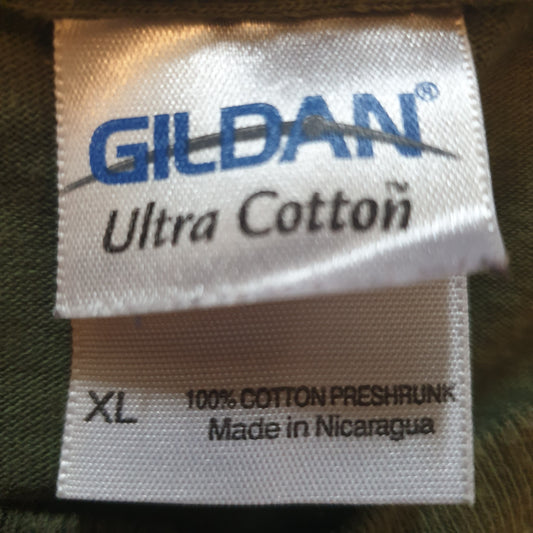 GILDAN®
Ultra Cotton™
XL 100% COTTON PRESHRUNK
Made in Nicaragua